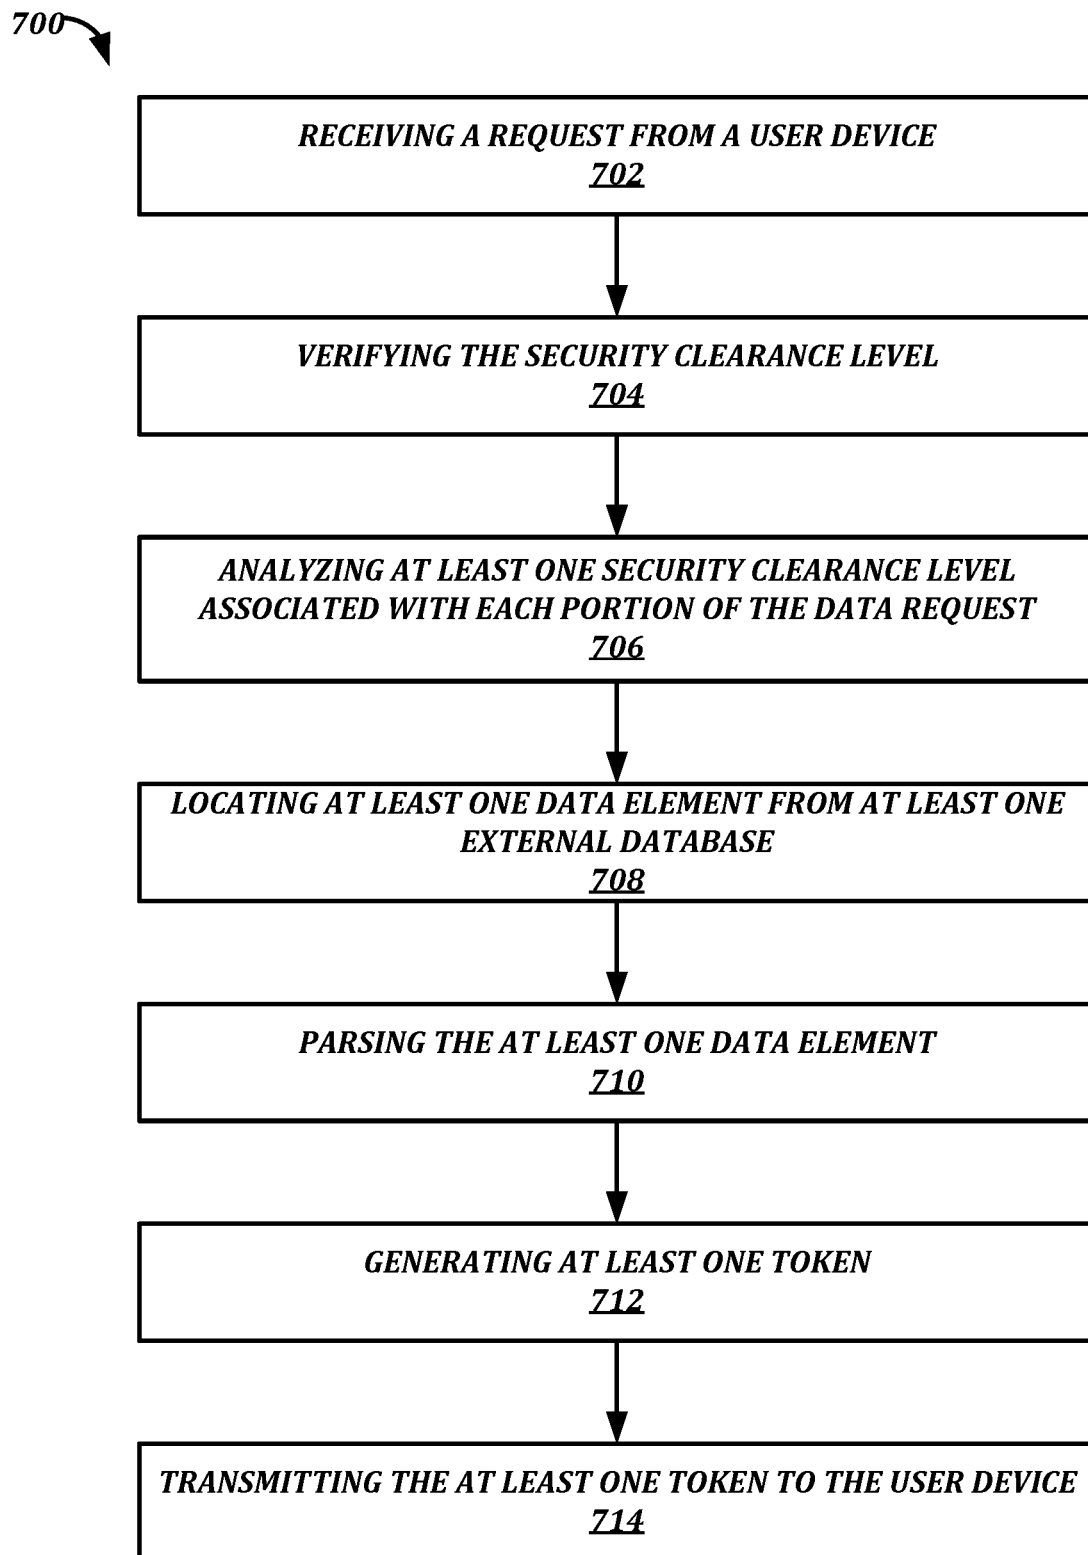 700
RECEIVING A REQUEST FROM A USER DEVICE
702
VERIFYING THE SECURITY CLEARANCE LEVEL
704
ANALYZING AT LEAST ONE SECURITY CLEARANCE LEVEL
ASSOCIATED WITH EACH PORTION OF THE DATA REQUEST
706
LOCATING AT LEAST ONE DATA ELEMENT FROM AT LEAST ONE
EXTERNAL DATABASE
708
PARSING THE AT LEAST ONE DATA ELEMENT
710
GENERATING AT LEAST ONE TOKEN
712
TRANSMITTING THE AT LEAST ONE TOKEN TO THE USER DEVICE
714